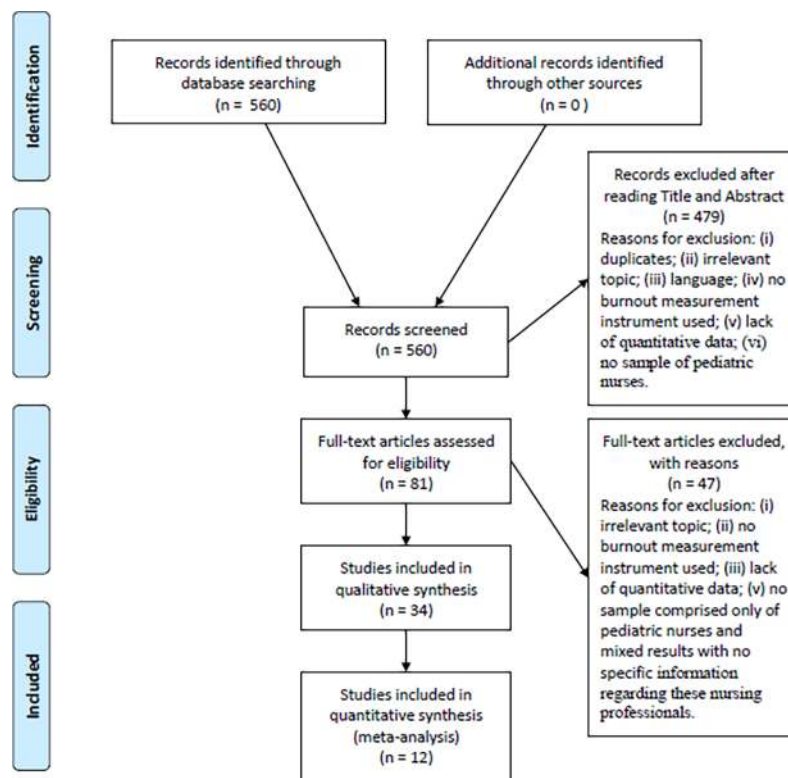 Identification
Records identified through
database searching
(n = 560)
Additional records identified
through other sources
(n = 0 )
Records excluded after
reading Title and Abstract
(n = 479)
Reasons for exclusion: (i)
duplicates; (ii) irrelevant
topic; (iii) language; (iv) no
burnout measurement
instrument used; (v) lack
of quantitative data; (vi)
no sample of pediatric
nurses.
Screening
Records screened
(n = 560)
Eligibility
Full-text articles assessed
for eligibility
(n = 81)
Full-text articles excluded,
with reasons
(n = 47)
Reasons for exclusion: (i)
irrelevant topic; (ii) no
burnout measurement
instrument used; (iii) lack
of quantitative data; (v) no
sample comprised only of
pediatric nurses and
mixed results with no
specific information
regarding these nursing
professionals.
Studies included in
qualitative synthesis
(n = 34)
Included
Studies included in
quantitative synthesis
(meta-analysis)
(n = 12)